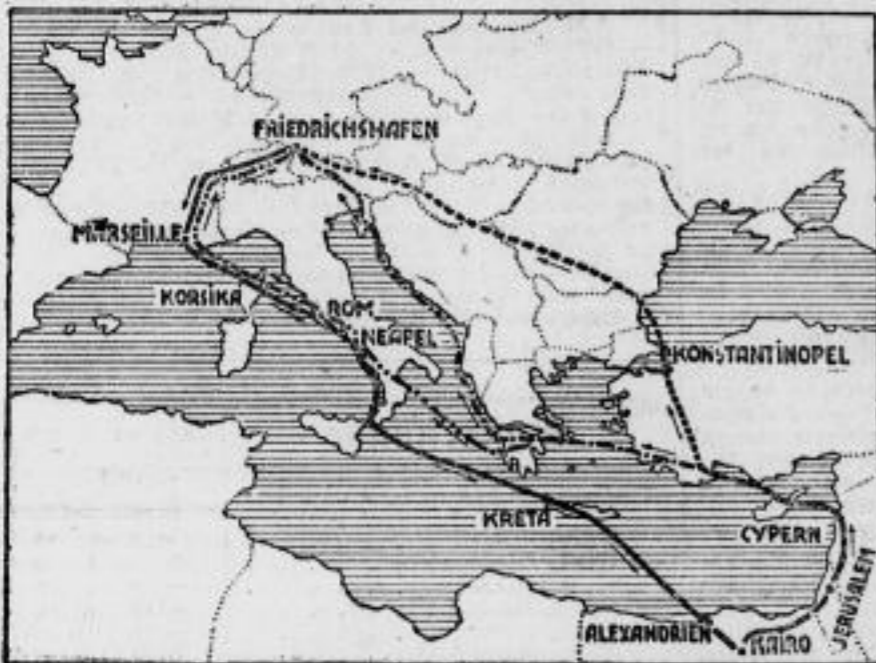 FRIEDRICHSHAFEN
MARSEILLE
KORSIKA
ROM
NEAPEL
KONSTANTINOPEL
KRETA
CYPERN
JERUSALEM
ALEXANDRIEN
KAIRO